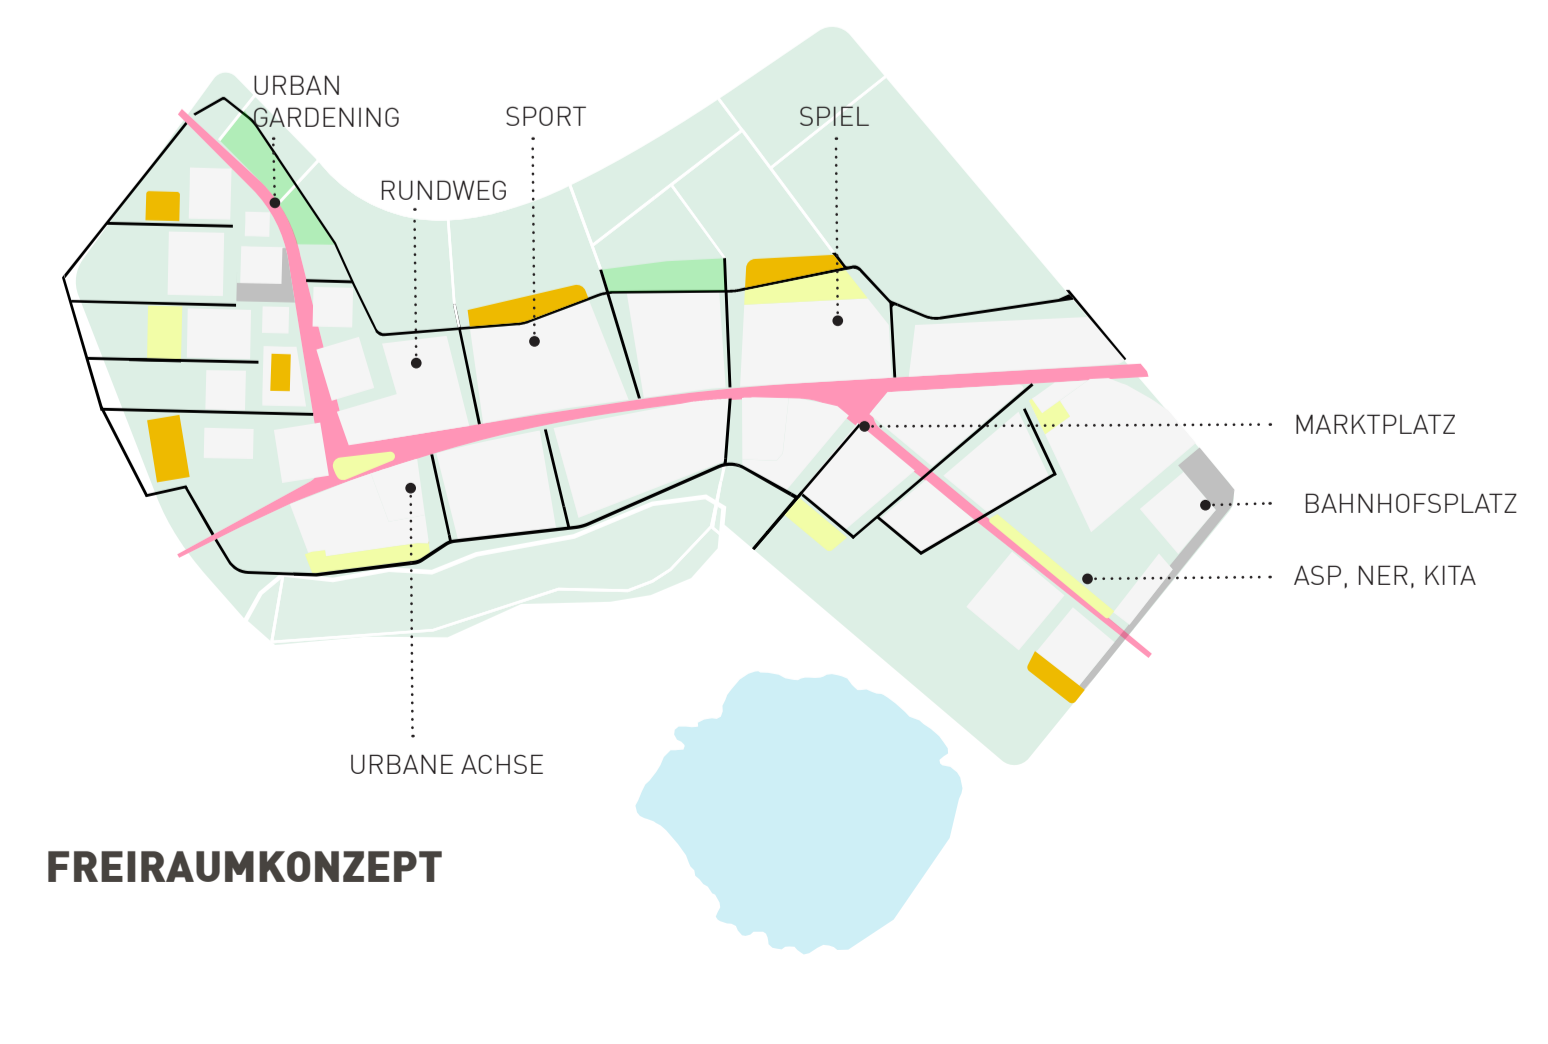 URBAN
GARDENING
SPORT
SPIEL
RUNDWEG
MARKTPLATZ
BAHNHOFSPLATZ
ASP, NER, KITA
URBANE ACHSE
FREIRAUMKONZEPT